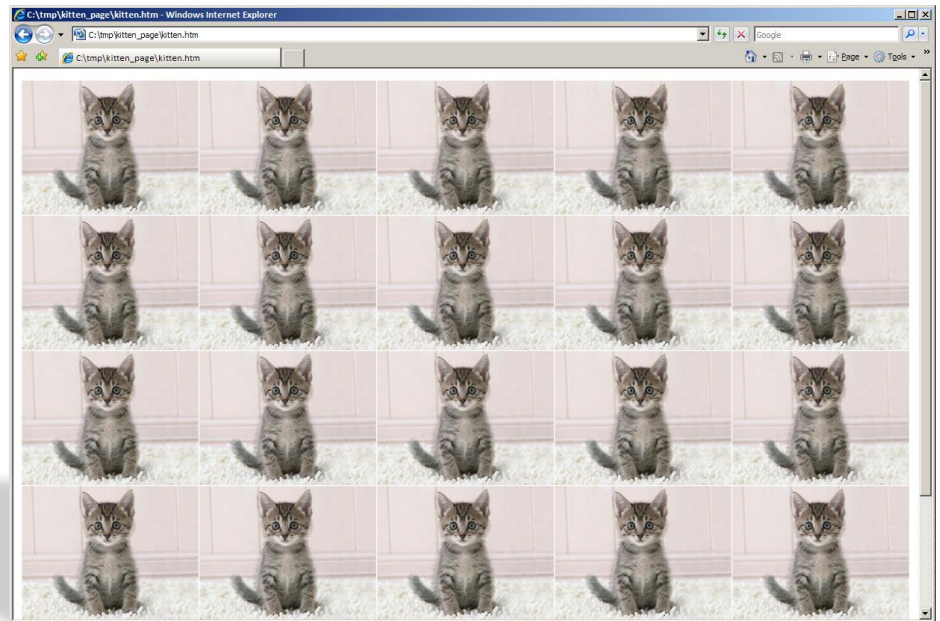 C:\tmp\kitten_page\kitten.htm - Windows Internet Explorer
C:\tmp\kitten_page\kitten.htm
Google
C:\tmp\kitten_page\kitten.htm
Page
Tools